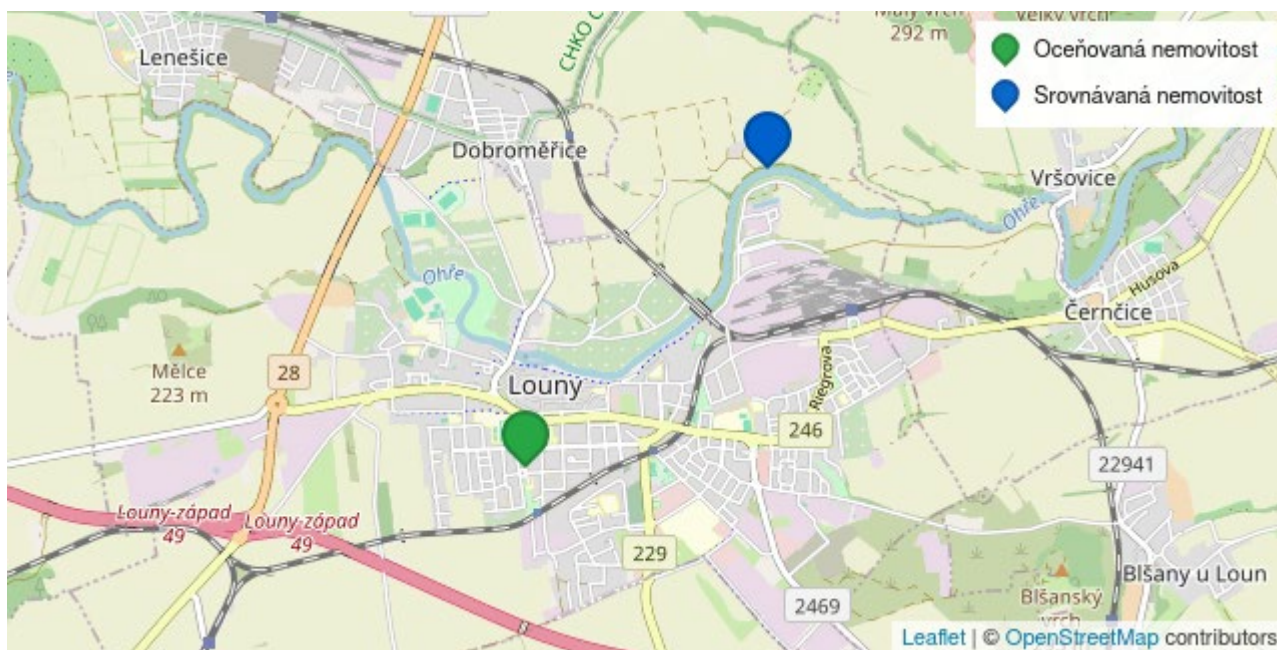 Malý vrch
292 m
Velký vrch
Oceňovaná nemovitost
Srovnávaná nemovitost
Lenešice
CHKO Č
Dobroměřice
Vršovice
Ohře
Husova
Ohře
Černčice
Mělce
223 m
28
Louny
Riegrova
246
22941
Louny-západ
49
Louny-západ
49
229
2469
Blšanský
vrch
Blšany u Loun
Leaflet | © OpenStreetMap contributors